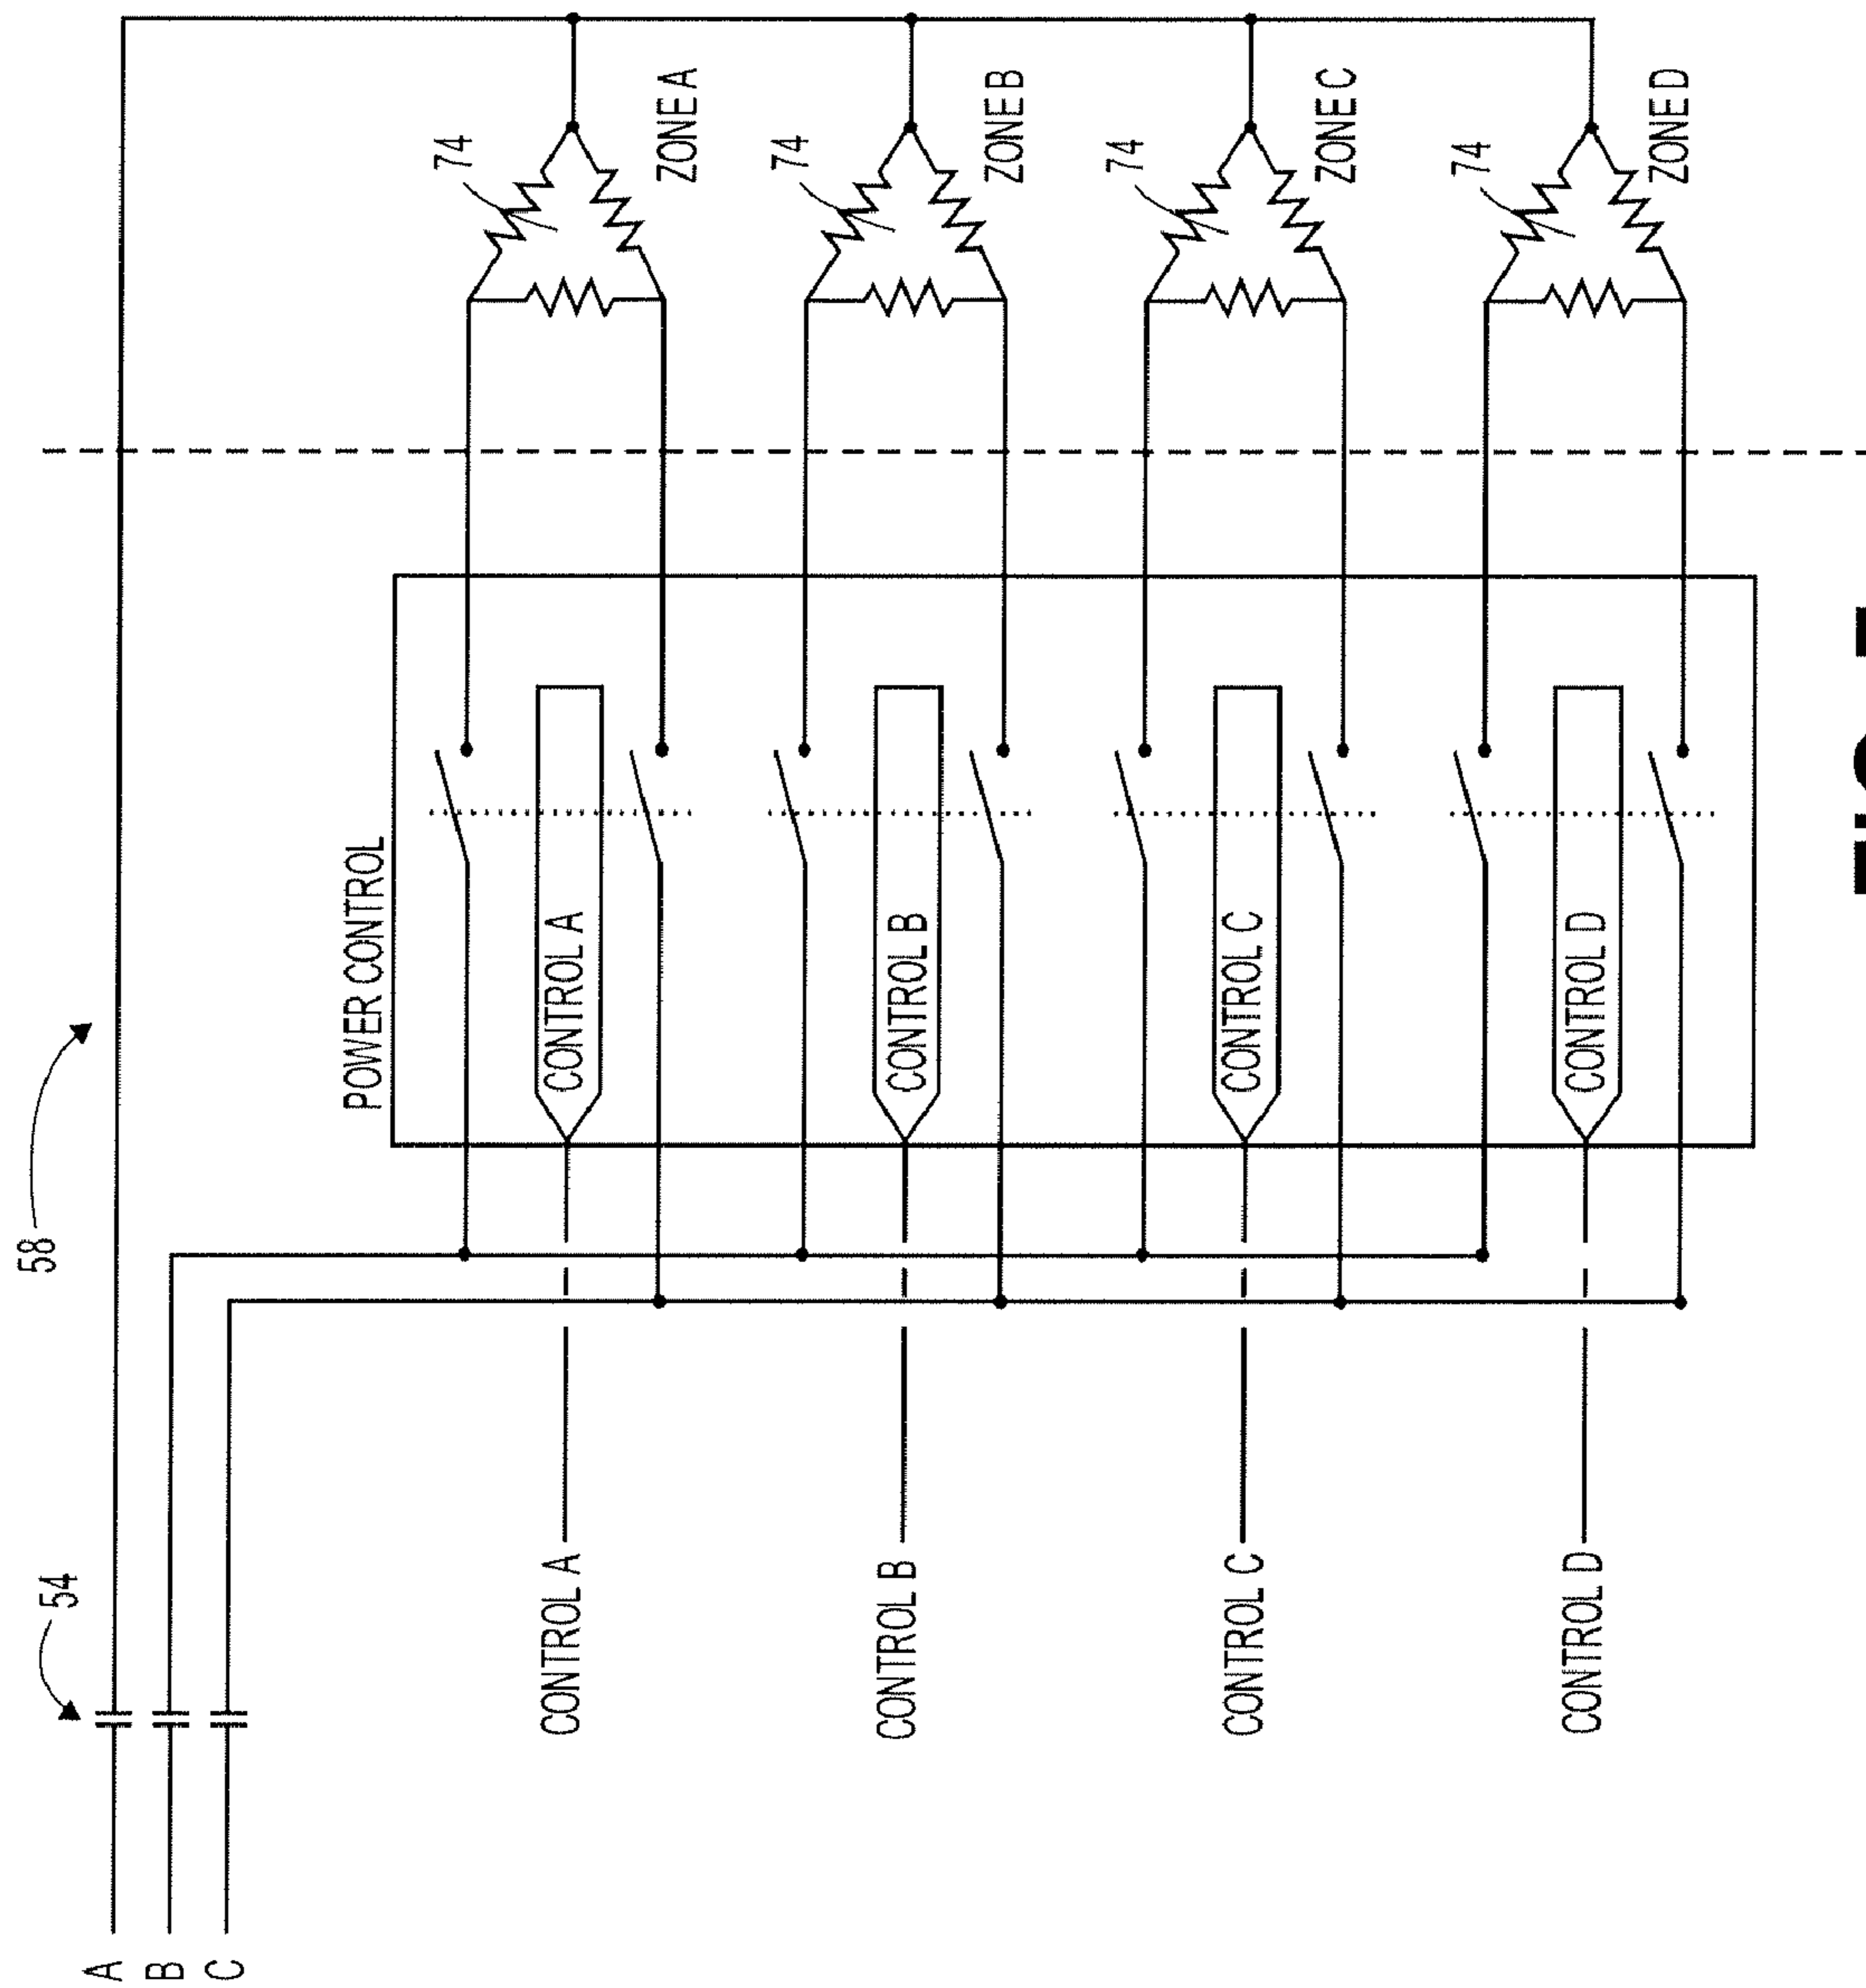 58
54
A
B
C
POWER CONTROL
CONTROL A
CONTROL A
74
ZONE A
CONTROL B
CONTROL B
74
ZONE B
CONTROL C
CONTROL C
74
ZONE C
CONTROL D
CONTROL D
74
ZONE D